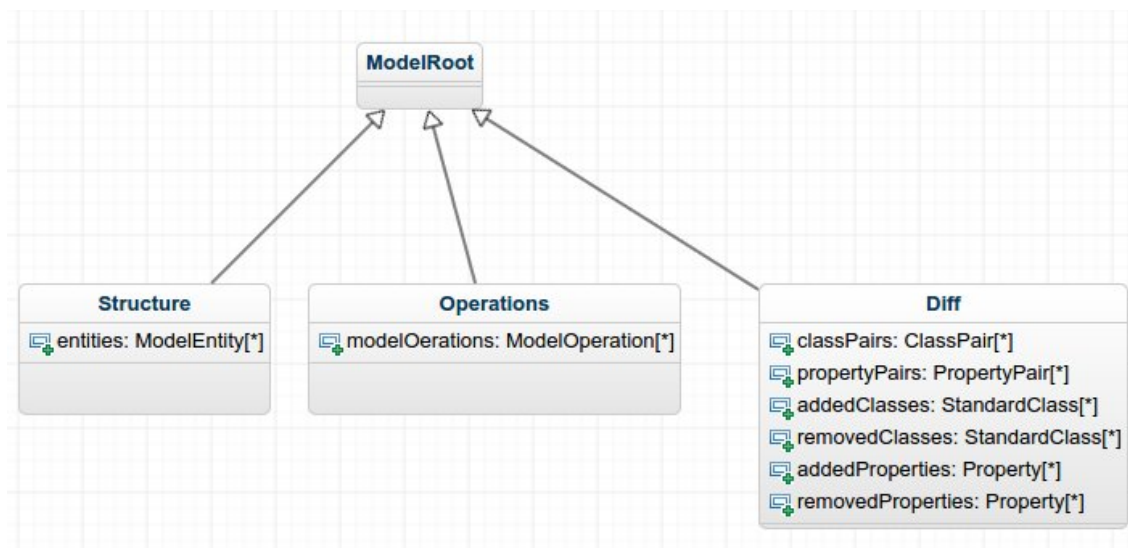 ModelRoot
Structure
entities: ModelEntity[*]
Operations
modelOerations: ModelOperation[*]
Diff
classPairs: ClassPair[*]
propertyPairs: PropertyPair[*]
addedClasses: StandardClass[*]
removedClasses: StandardClass[*]
addedProperties: Property[*]
removedProperties: Property[*]